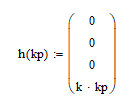 h(kp) :=
0
0
0
k · kp